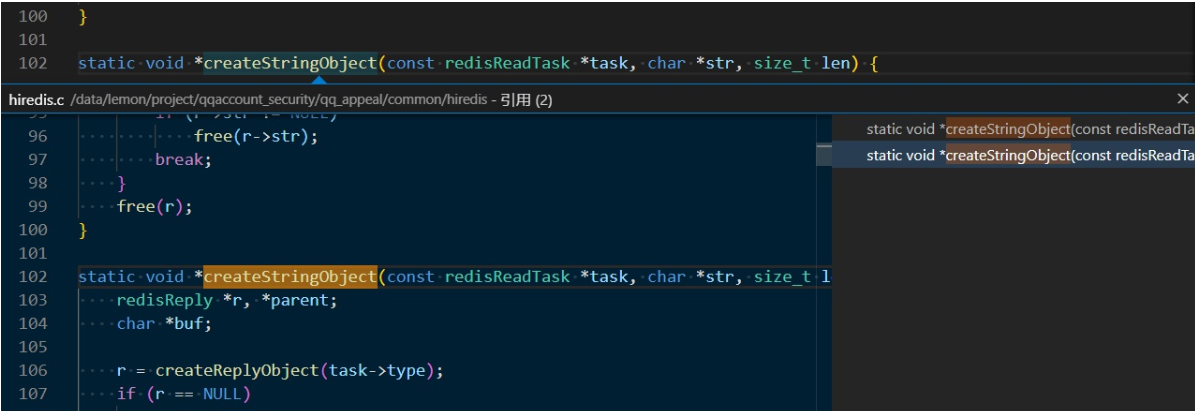 100 }
101
102 static void *createStringObject(const redisReadTask *task, char *str, size_t len) {
hiredis.c /data/lemon/project/qqaccount_security/qq_appeal/common/hiredis - 引用 (2)
static void *createStringObject(const redisReadTa
static void *createStringObject(const redisReadTa
96 free(r->str);
97 break;
98 }
99 free(r);
100 }
101
102 static void *createStringObject(const redisReadTask *task, char *str, size_t l
103 redisReply *r, *parent;
104 char *buf;
105
106 r = createReplyObject(task->type);
107 if (r == NULL)